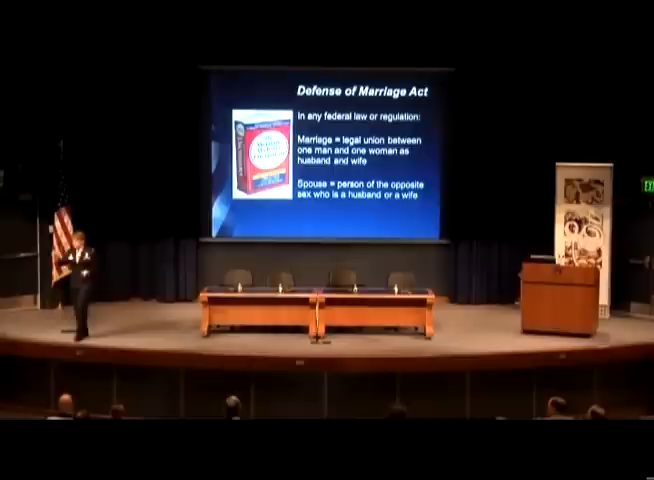 Defense of Marriage Act
In any federal law or regulation:
Marriage = legal union between
one man and one woman as
husband and wife
Spouse = person of the opposite
sex who is a husband or a wife